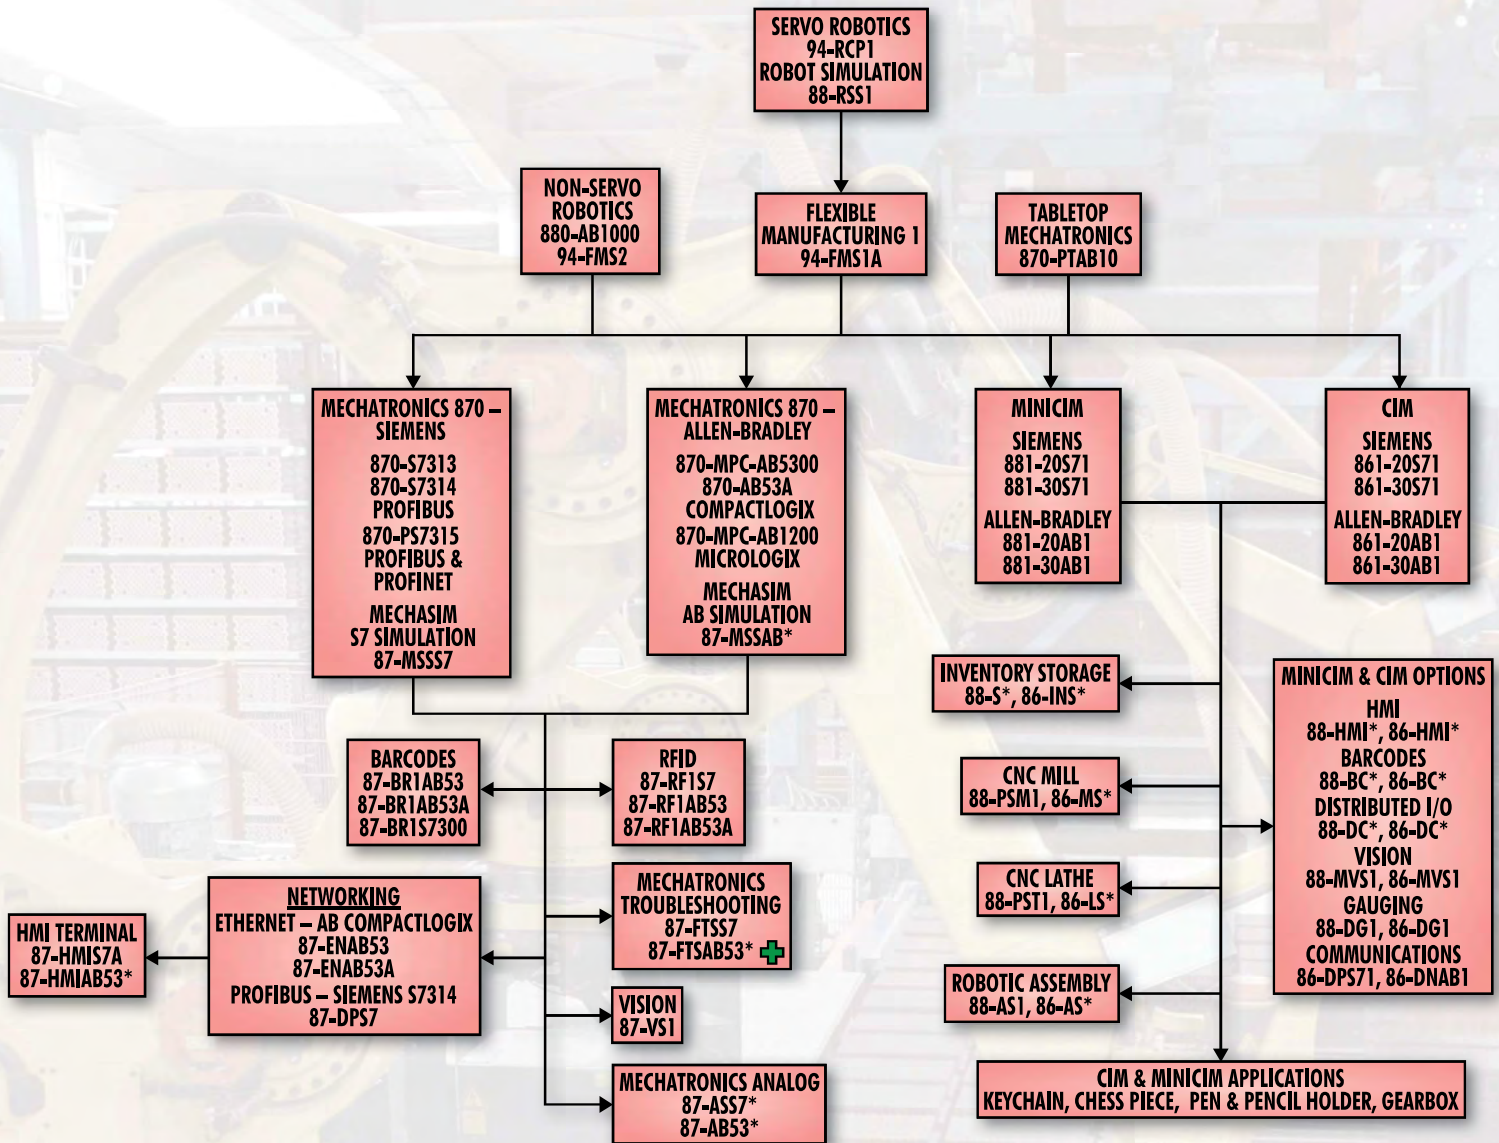 SERVO ROBOTICS
94-RCP1
ROBOT SIMULATION
88-RSS1
NON-SERVO
ROBOTICS
880-AB1000
94-FMS2
FLEXIBLE
MANUFACTURING 1
94-FMS1A
TABLETOP
MECHATRONICS
870-PTAB10
MECHATRONICS 870 –
SIEMENS
870-S7313
870-S7314
PROFIBUS
870-PS7315
PROFIBUS &
PROFINET
MECHASIM
S7 SIMULATION
87-MSSS7
MECHATRONICS 870 –
ALLEN-BRADLEY
870-MPC-AB5300
870-AB53A
COMPACTLOGIX
870-MPC-AB1200
MICROLOGIX
MECHASIM
AB SIMULATION
87-MSSAB*
MINICIM
SIEMENS
881-20S71
881-30S71
ALLEN-BRADLEY
881-20AB1
881-30AB1
CIM
SIEMENS
861-20S71
861-30S71
ALLEN-BRADLEY
861-20AB1
861-30AB1
BARCODES
87-BR1AB53
87-BR1AB53A
87-BR1S7300
RFID
87-RF1S7
87-RF1AB53
87-RF1AB53A
MECHATRONICS
TROUBLESHOOTING
87-FTSS7
87-FTSAB53*
NETWORKING
ETHERNET – AB COMPACTLOGIX
87-ENAB53
87-ENAB53A
PROFIBUS – SIEMENS S7314
87-DPS7
HMI TERMINAL
87-HMIS7A
87-HMIAB53*
VISION
87-VS1
MECHATRONICS ANALOG
87-ASS7*
87-AB53*
INVENTORY STORAGE
88-S*, 86-INS*
CNC MILL
88-PSM1, 86-MS*
CNC LATHE
88-PST1, 86-LS*
ROBOTIC ASSEMBLY
88-AS1, 86-AS*
MINICIM & CIM OPTIONS
HMI
88-HMI*, 86-HMI*
BARCODES
88-BC*, 86-BC*
DISTRIBUTED I/O
88-DC*, 86-DC*
VISION
88-MVS1, 86-MVS1
GAUGING
88-DG1, 86-DG1
COMMUNICATIONS
86-DPS71, 86-DNAB1
CIM & MINICIM APPLICATIONS
KEYCHAIN, CHESS PIECE, PEN & PENCIL HOLDER, GEARBOX